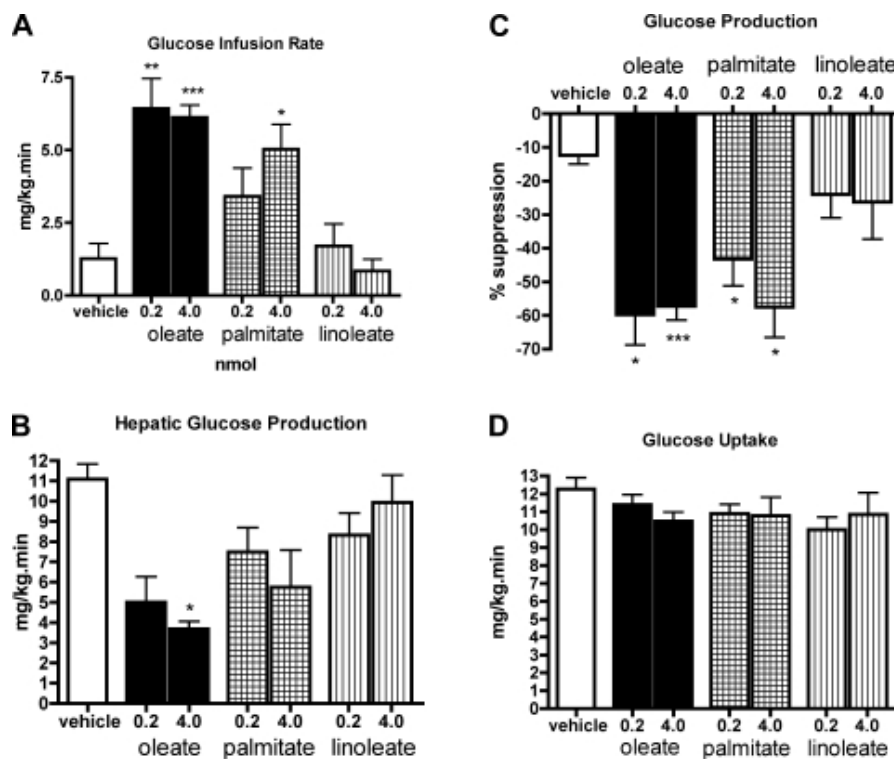 A
Glucose Infusion Rate
7.5
5.0
2.5
0.0
mg/kg.min
**
***
*
vehicle 0.2 4.0 0.2 4.0 0.2 4.0
oleate palmitate linoleate
nmol
C
Glucose Production
oleate palmitate linoleate
vehicle 0.2 4.0 0.2 4.0 0.2 4.0
0
-10
-20
-30
-40
-50
-60
-70
% suppression
*
***
*
*
B
Hepatic Glucose Production
12
11
10
9
8
7
6
5
4
3
2
1
0
mg/kg.min
*
vehicle 0.2 4.0 0.2 4.0 0.2 4.0
oleate palmitate linoleate
D
Glucose Uptake
13
12
11
10
9
8
7
6
5
4
3
2
1
0
mg/kg.min
vehicle 0.2 4.0 0.2 4.0 0.2 4.0
oleate palmitate linoleate